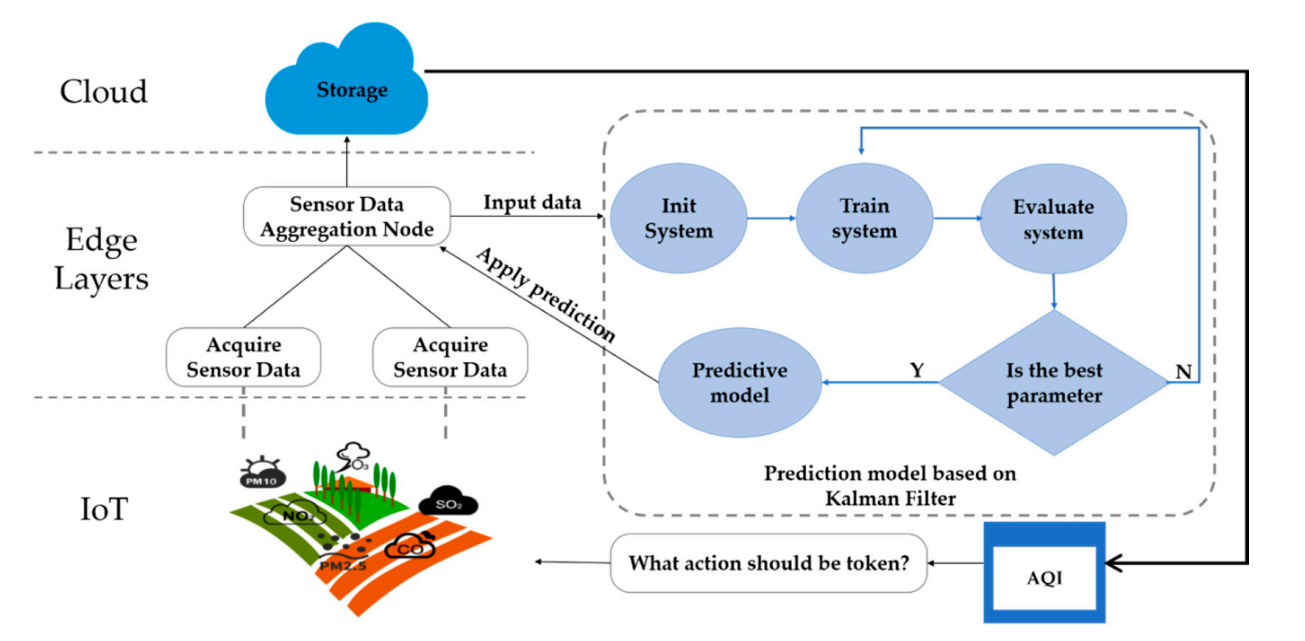 Cloud
Storage
Edge
Layers
Sensor Data
Aggregation Node
Input data
Apply prediction
Acquire
Sensor Data
Acquire
Sensor Data
Init
System
Train
system
Evaluate
system
Is the best
parameter
Y
N
Predictive
model
Prediction model based on
Kalman Filter
IoT
PM10
O₃
NO₂
SO₂
CO
PM2.5
What action should be token?
AQI